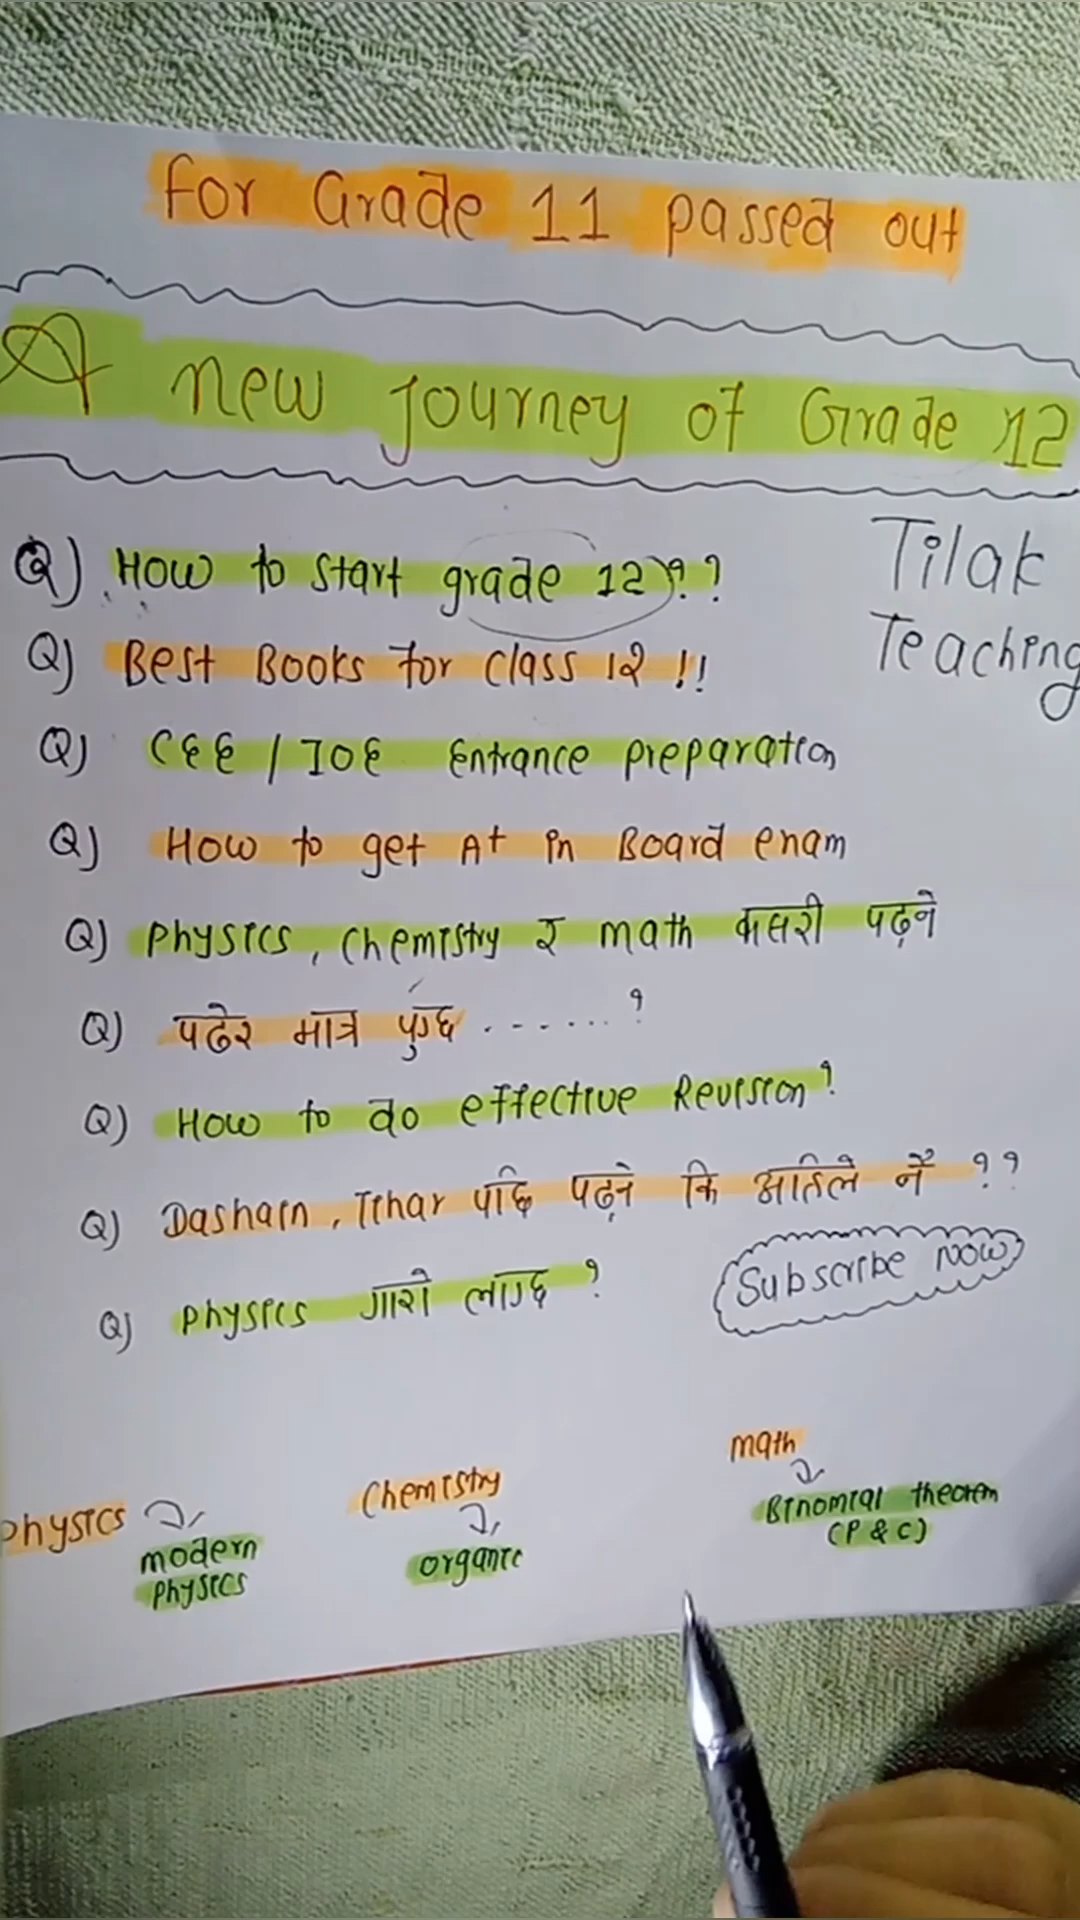 For Grade 11 passed out
A new journey of Grade 12
Q) How to start grade 12 ??
Tilak
Teaching
Q) Best Books for class 12 !!
Q) CEE / IOE Entrance preparation
Q) How to get A+ in Board exam
Q) Physics, Chemistry र math कसरी पढ्ने
Q) पढेर मात्र पुग्छ ....... ?
Q) How to do effective Revision ?
Q) Dashain, Tihar पछि पढ्ने कि अहिले नै ??
Q) Physics गारो लाग्छ ?
Subscribe Now
Physics
modern
Physics
Chemistry
organic
math
Binomial theorem
(P & C)